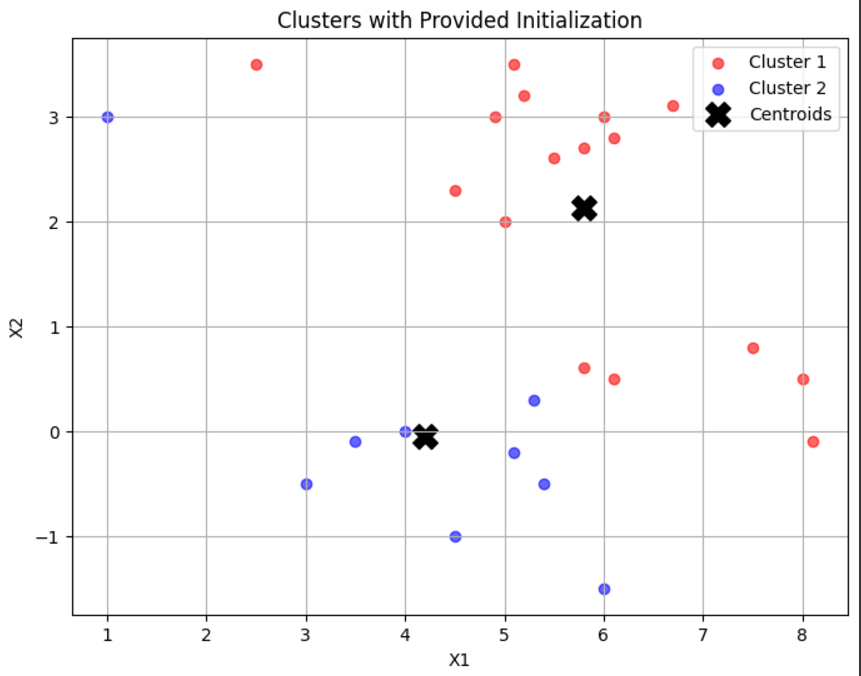 Clusters with Provided Initialization
Cluster 1
Cluster 2
Centroids
X2
3
2
1
0
−1
1 2 3 4 5 6 7 8
X1